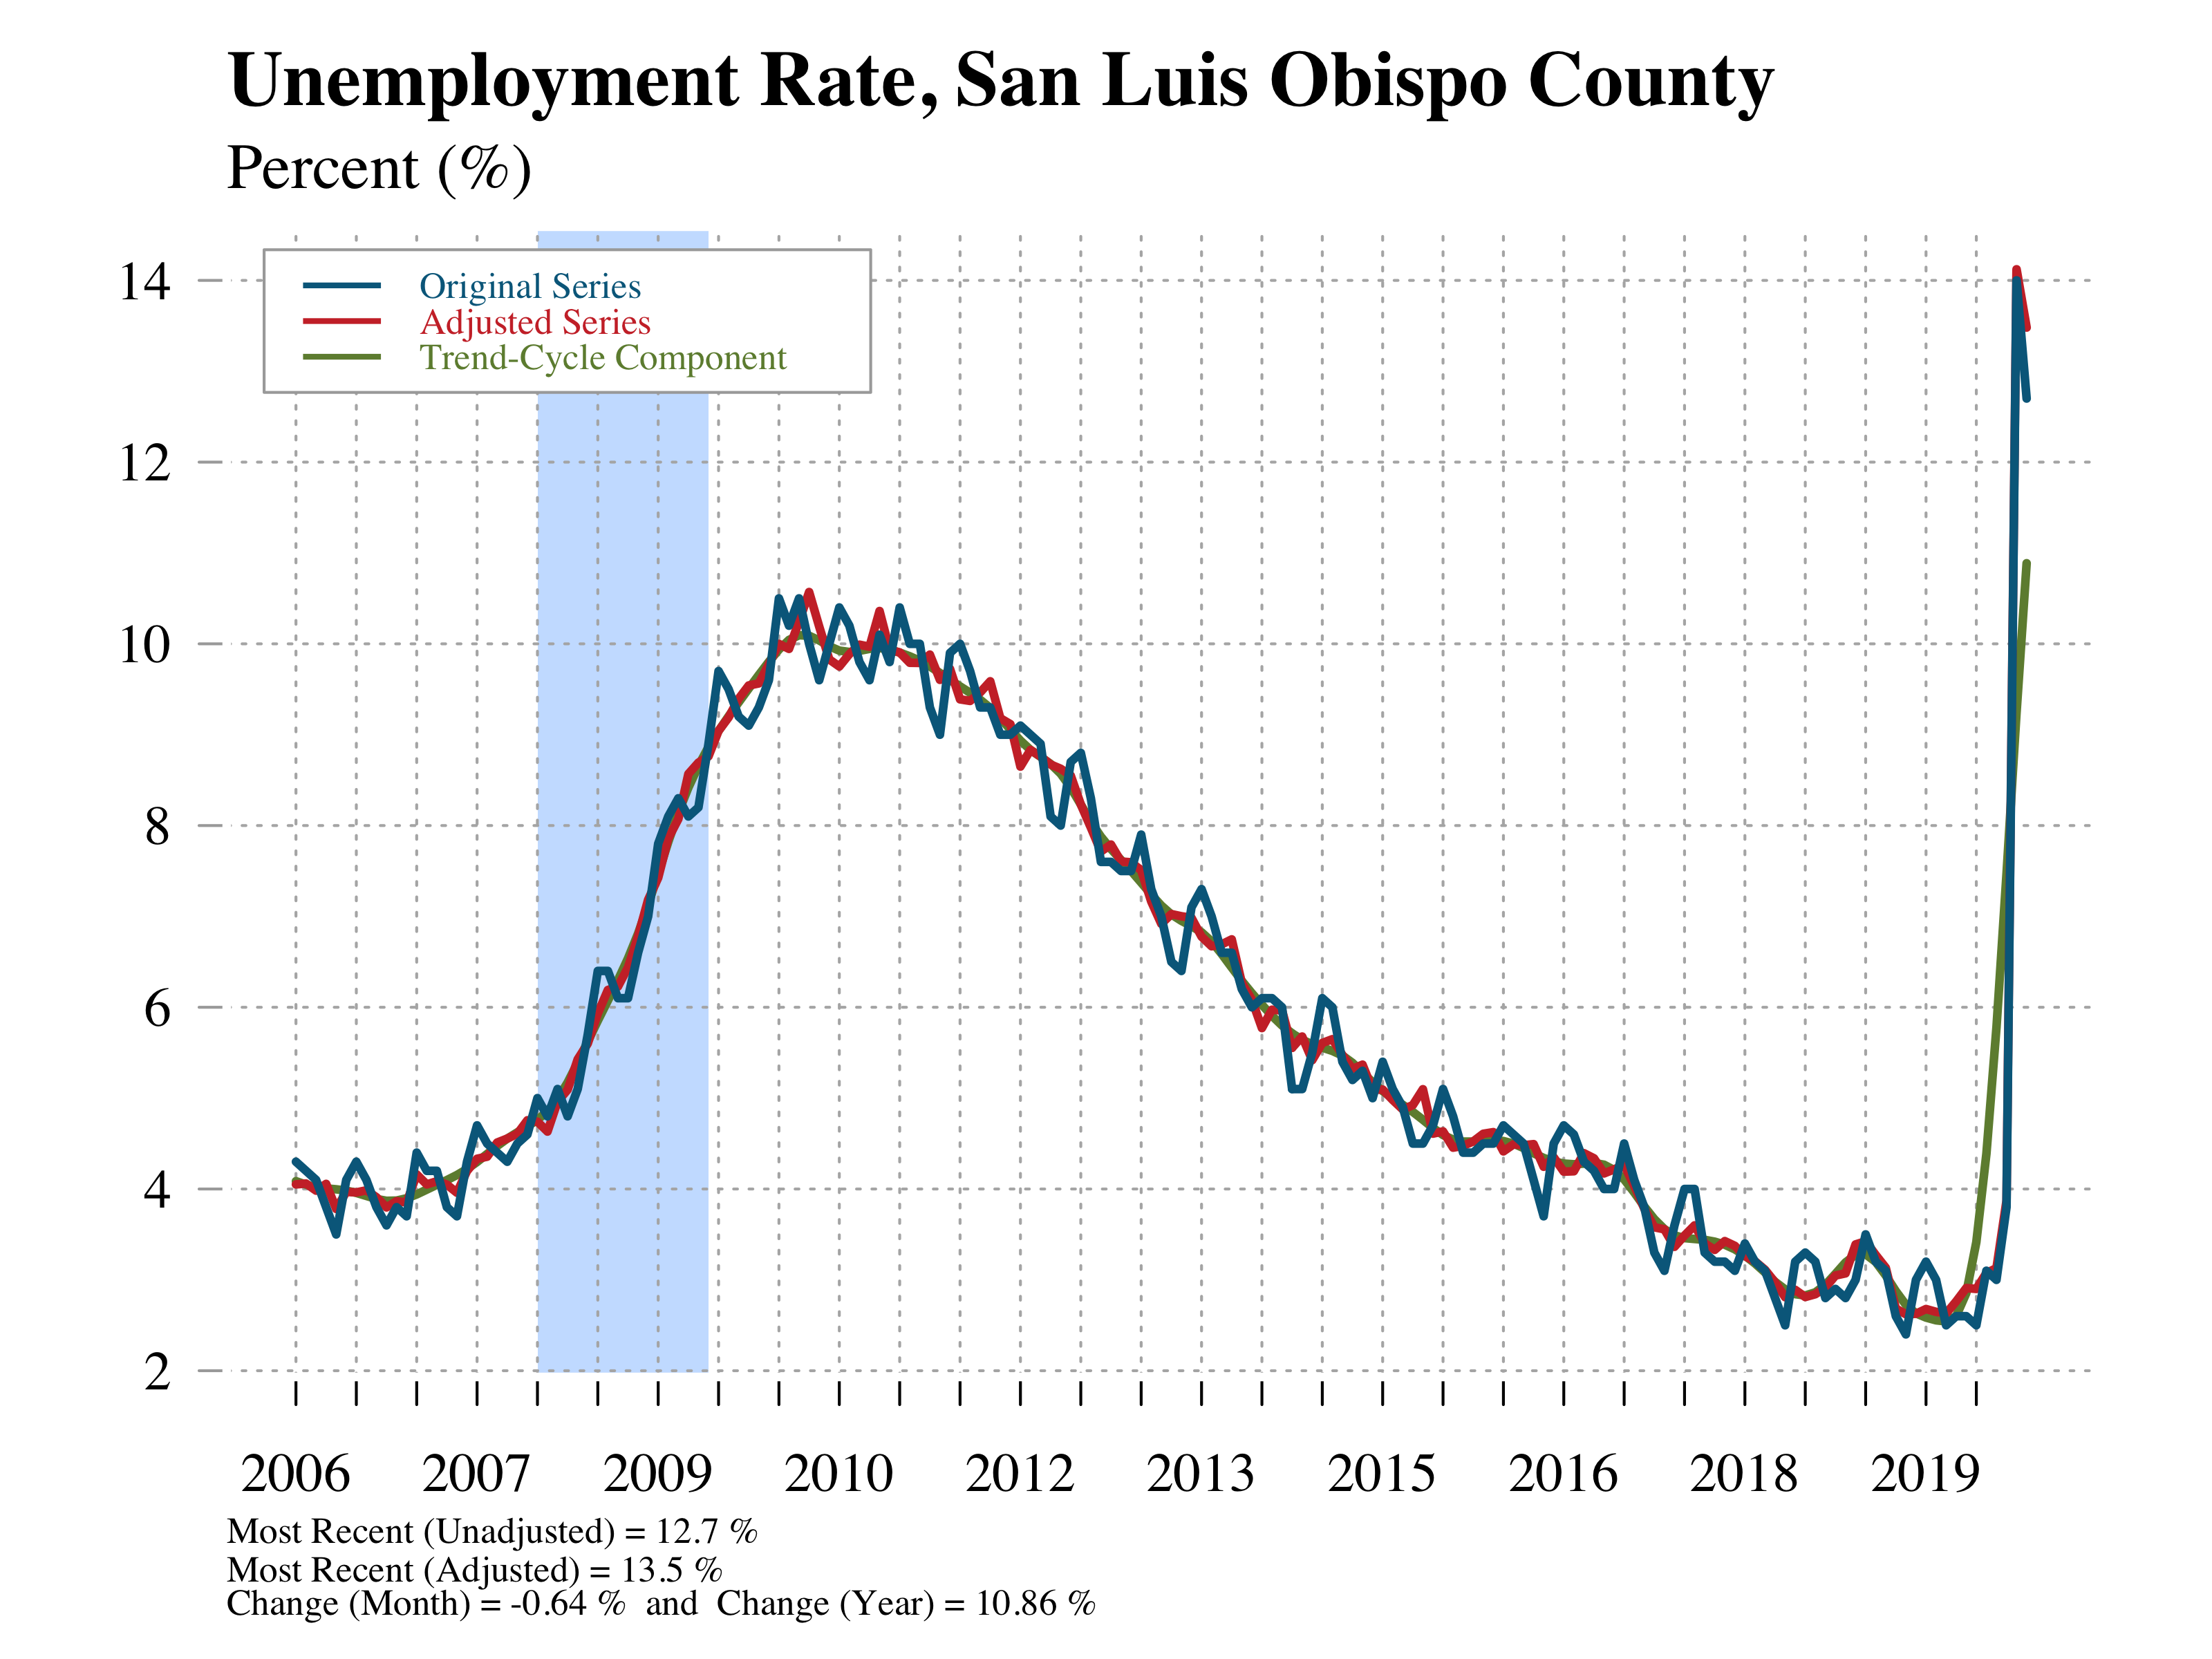 Unemployment Rate, San Luis Obispo County
Percent (%)
Original Series
Adjusted Series
Trend-Cycle Component
14
12
10
8
6
4
2
2006 2007 2009 2010 2012 2013 2015 2016 2018 2019
Most Recent (Unadjusted) = 12.7 %
Most Recent (Adjusted) = 13.5 %
Change (Month) = -0.64 % and Change (Year) = 10.86 %